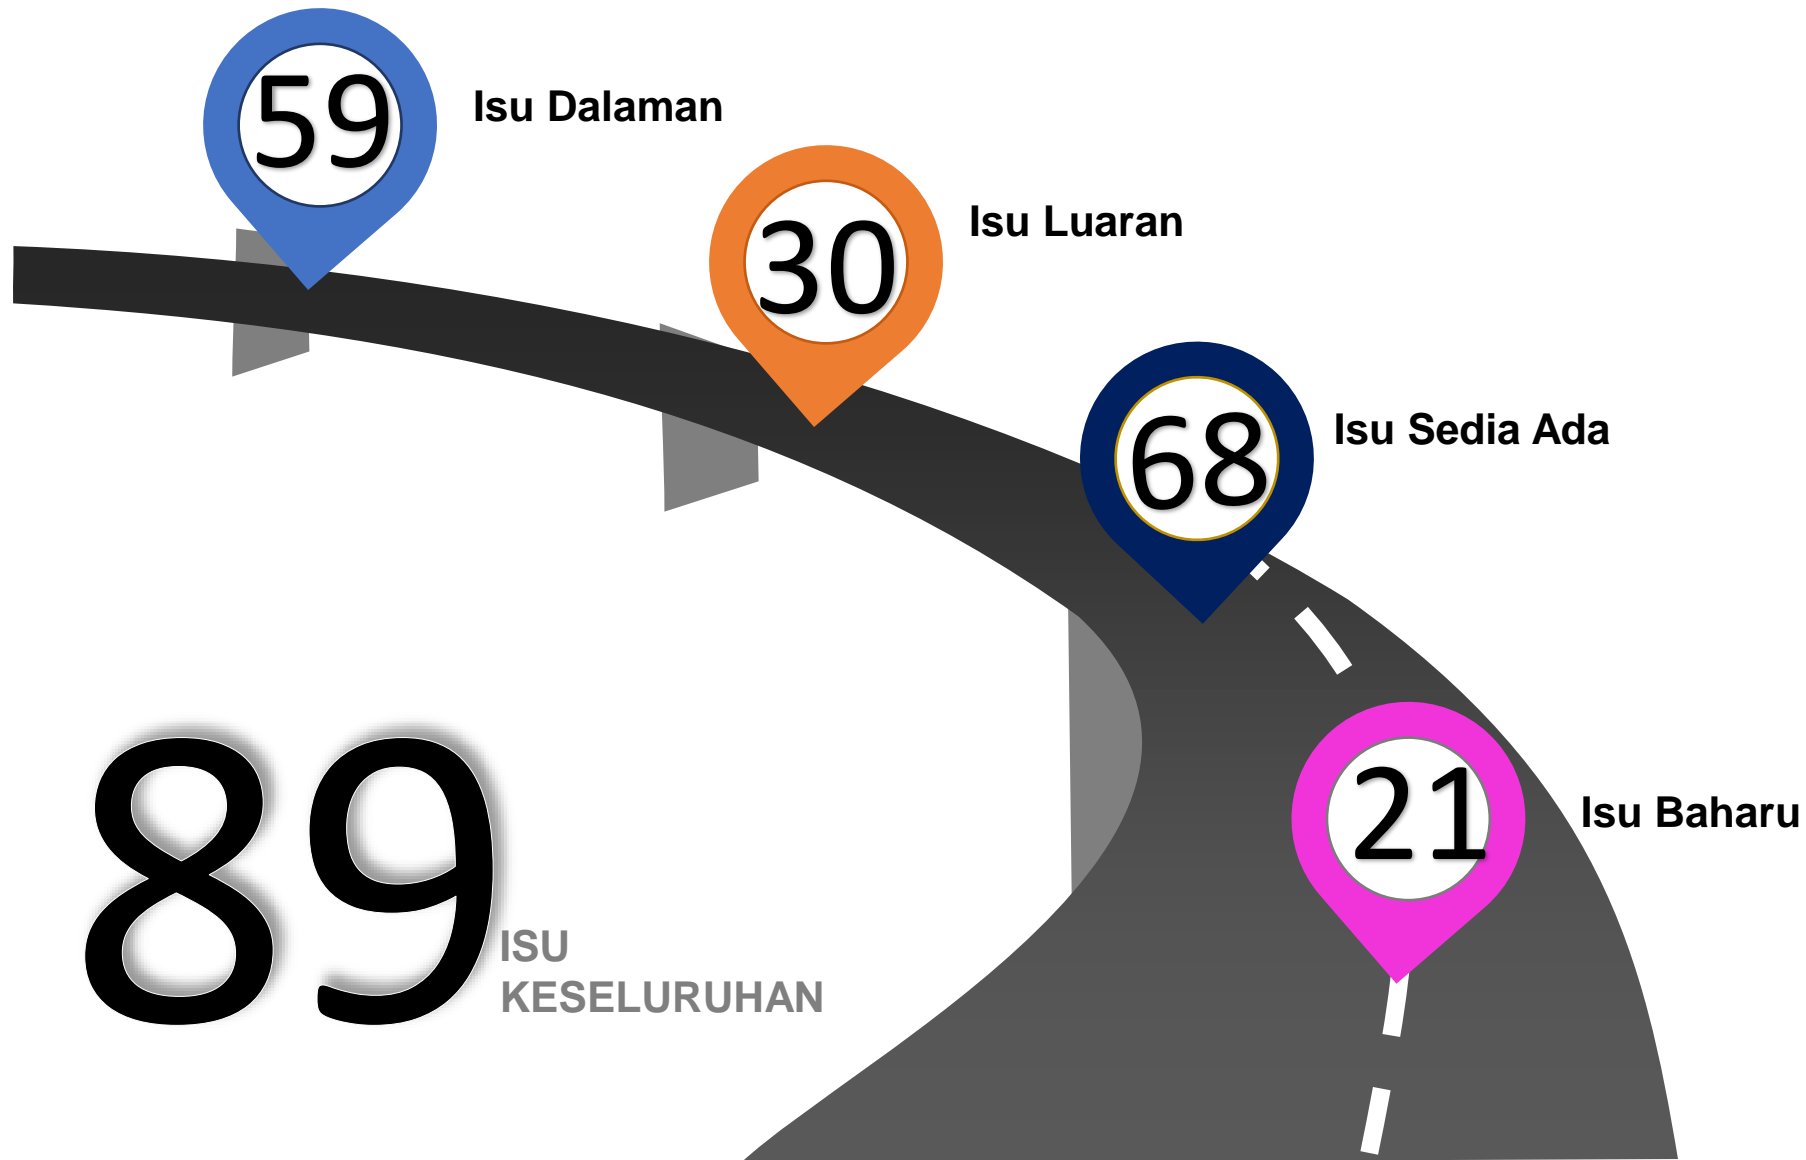 59
Isu Dalaman
30
Isu Luaran
68
Isu Sedia Ada
21
Isu Baharu
89
ISU
KESELURUHAN